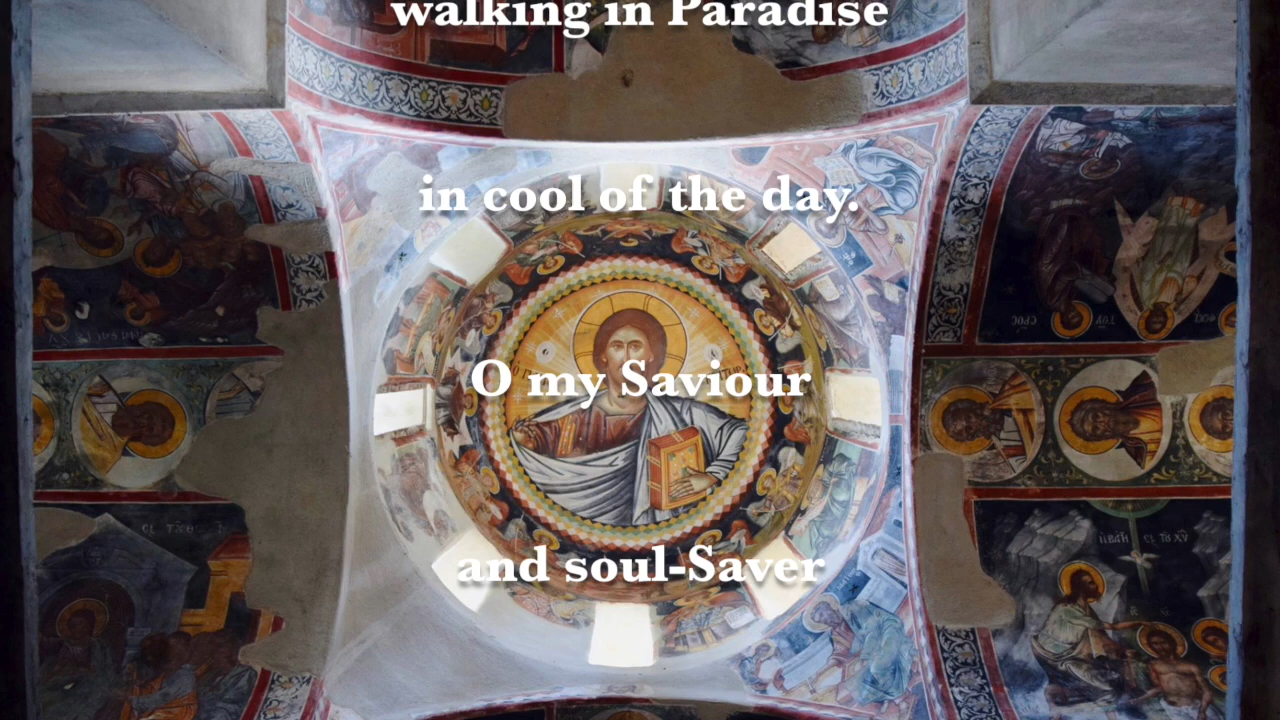 walking in Paradise
in cool of the day.
O my Saviour
and soul-Saver